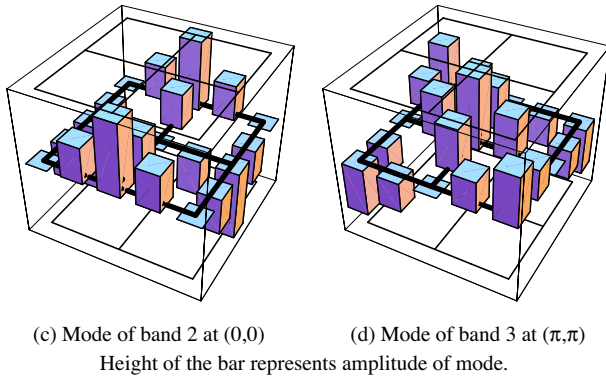 (c) Mode of band 2 at (0,0) (d) Mode of band 3 at (π,π)
Height of the bar represents amplitude of mode.